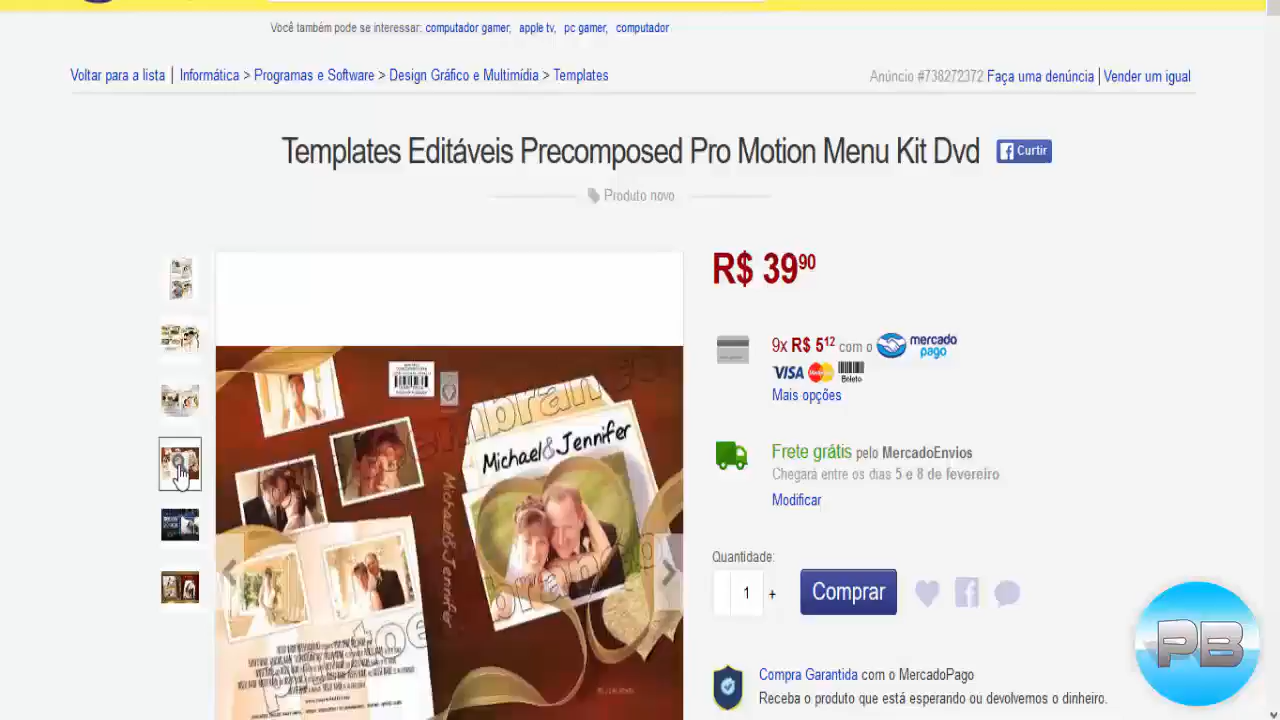 Você também pode se interessar: computador gamer, apple tv, pc gamer, computador
Voltar para a lista | Informática > Programas e Software > Design Gráfico e Multimídia > Templates
Anúncio #738272372 Faça uma denúncia | Vender um igual
Templates Editáveis Precomposed Pro Motion Menu Kit Dvd
Curtir
Produto novo
R$ 3990
9x R$ 512 com o mercado pago
VISA Boleto
Mais opções
Michael & Jennifer
Michael & Jennifer
Frete grátis pelo MercadoEnvios
Chegará entre os dias 5 e 8 de fevereiro
Modificar
Quantidade:
1 +
Comprar
PB
Compra Garantida com o MercadoPago
Receba o produto que está esperando ou devolvemos o dinheiro.